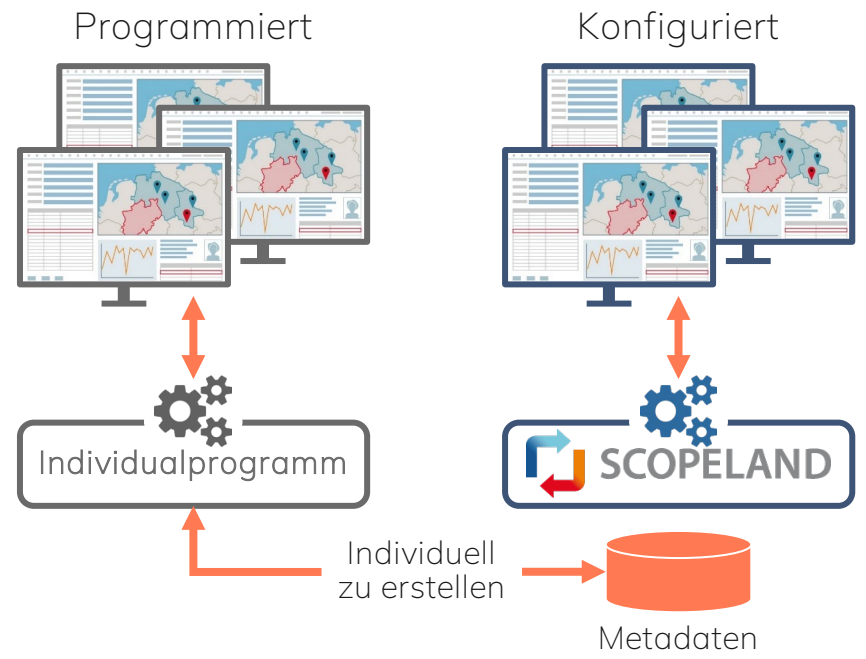 Programmiert
Konfiguriert
Individualprogramm
SCOPELAND
Individuell
zu erstellen
Metadaten